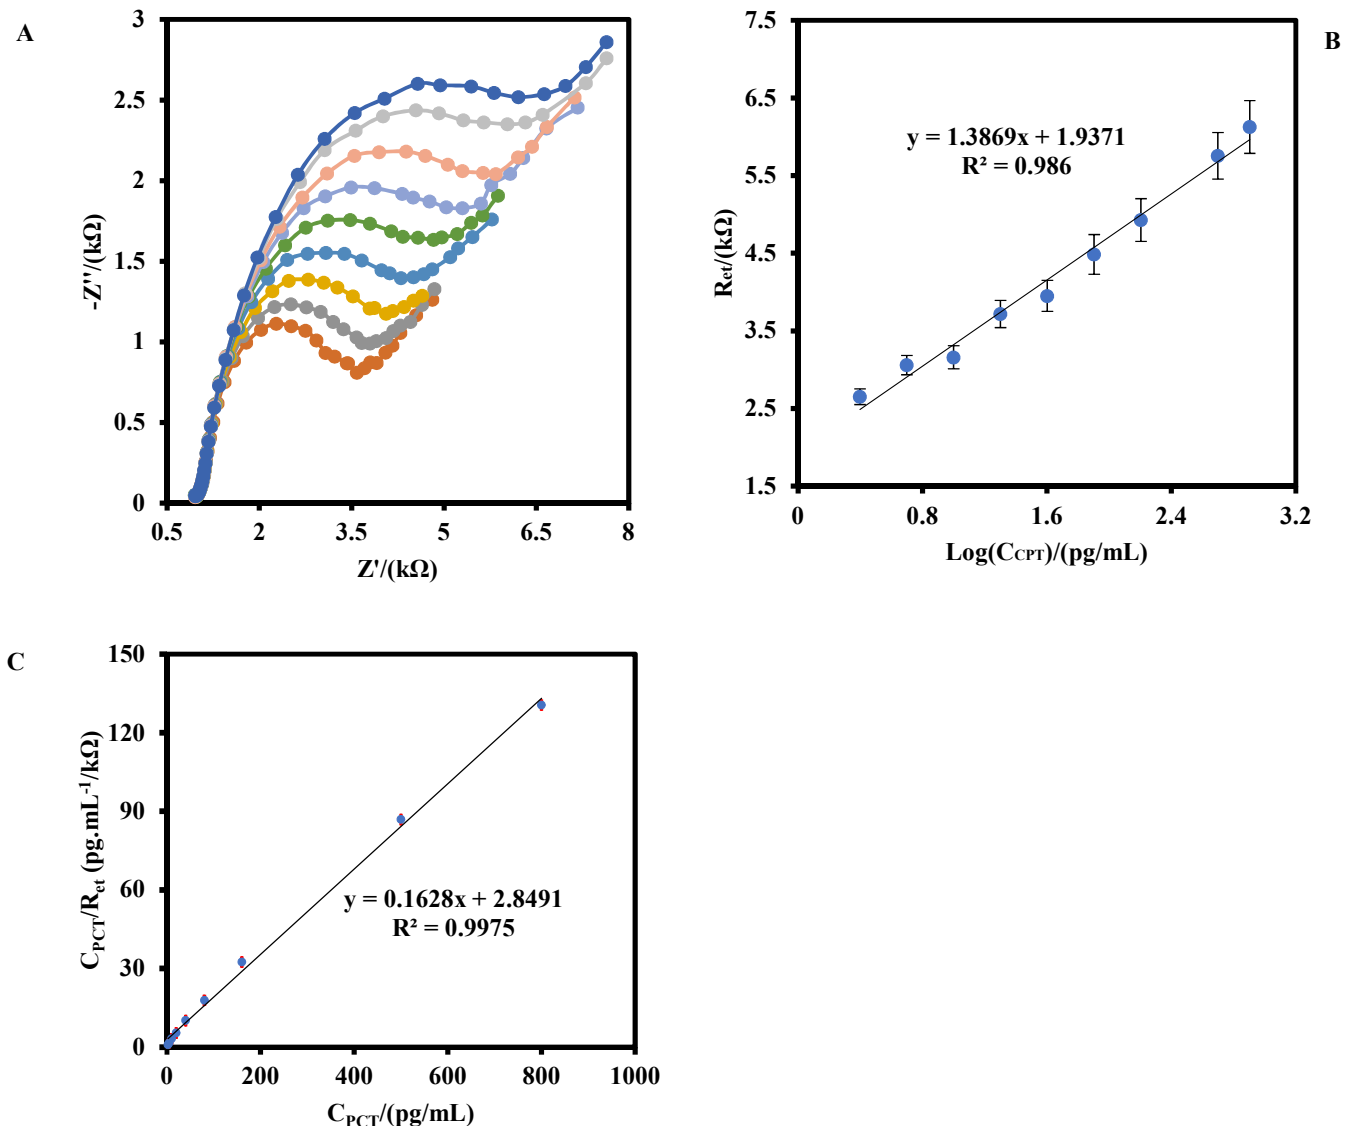 A
3
2.5
2
1.5
1
0.5
0
-Z''/(kΩ)
0.5 2 3.5 5 6.5 8
Z'/(kΩ)
B
7.5
6.5
5.5
4.5
3.5
2.5
1.5
Ret/(kΩ)
y = 1.3869x + 1.9371
R² = 0.986
0 0.8 1.6 2.4 3.2
Log(CCPT)/(pg/mL)
C
150
120
90
60
30
0
CPCT/Ret (pg.mL-1/kΩ)
y = 0.1628x + 2.8491
R² = 0.9975
0 200 400 600 800 1000
CPCT/(pg/mL)